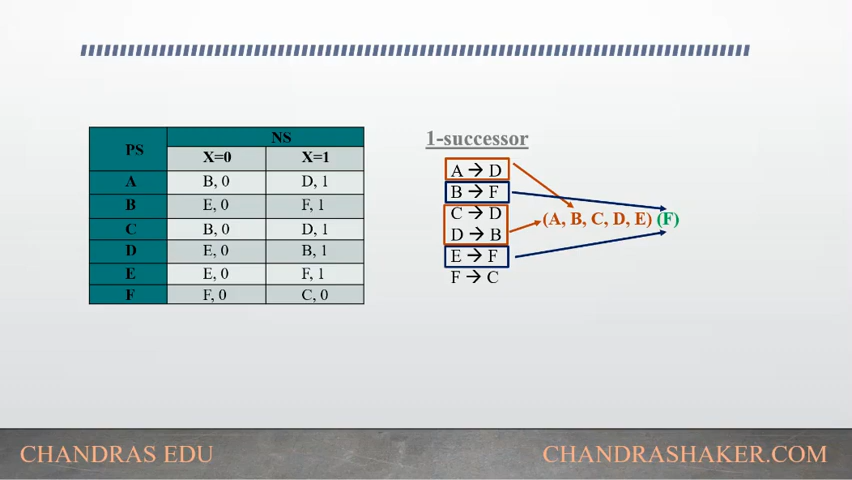 PS NS
X=0 X=1
A B, 0 D, 1
B E, 0 F, 1
C B, 0 D, 1
D E, 0 B, 1
E E, 0 F, 1
F F, 0 C, 0
1-successor
A → D
B → F
C → D
D → B
E → F
F → C
(A, B, C, D, E) (F)
CHANDRAS EDU
CHANDRASHAKER.COM